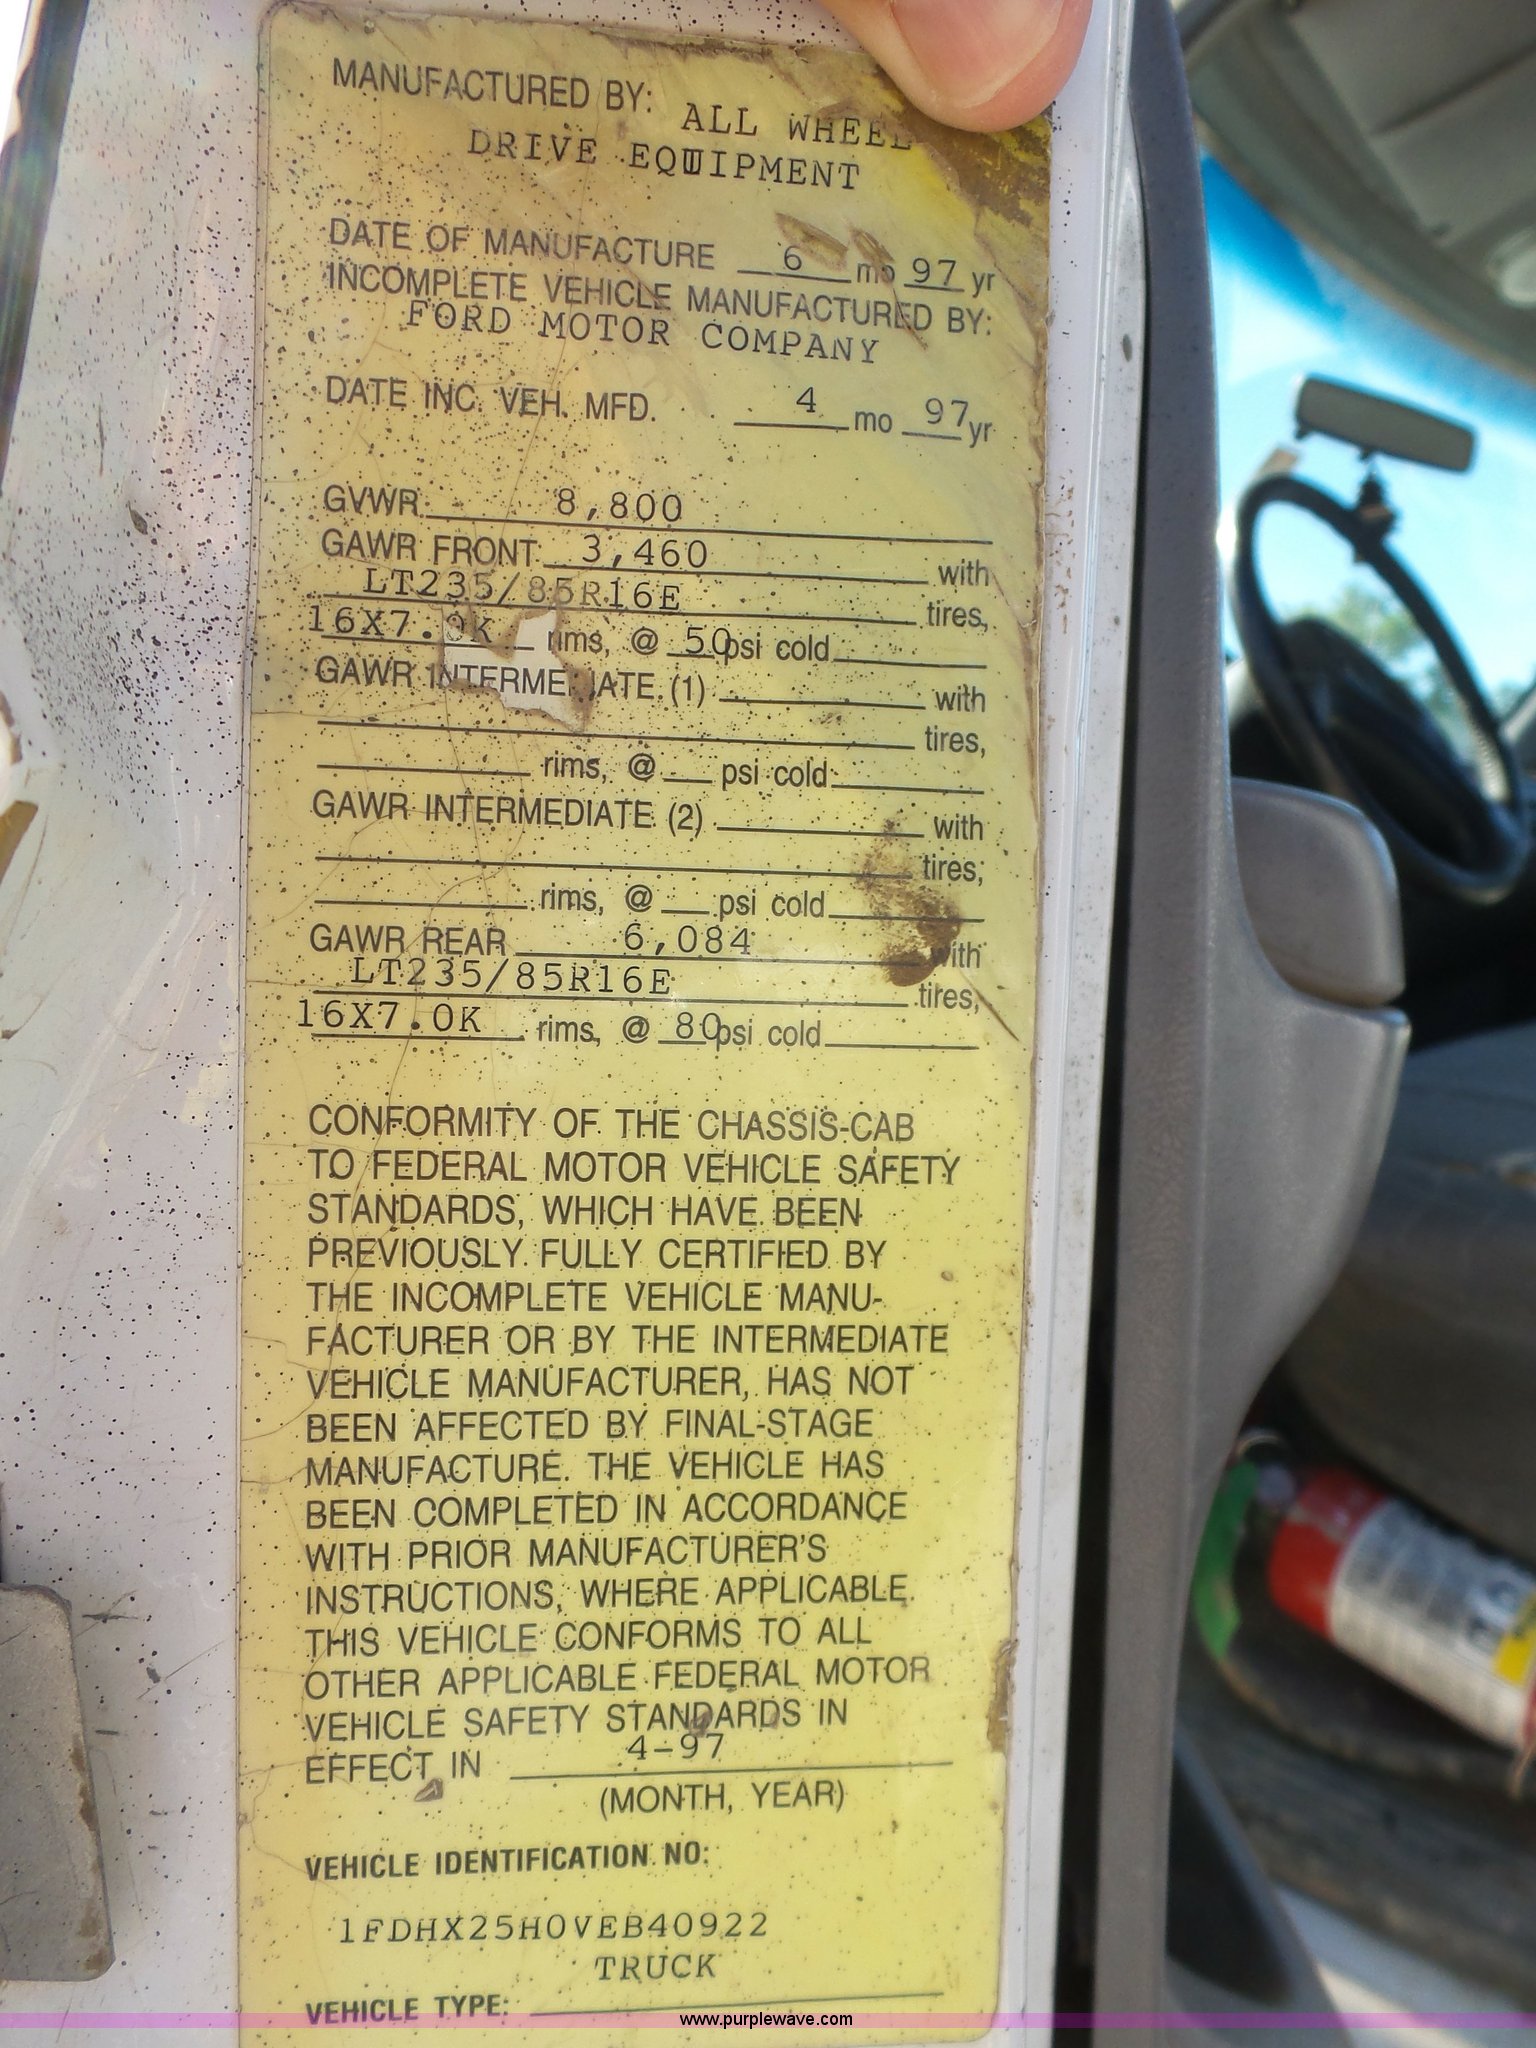 MANUFACTURED BY: ALL WHEEL
DRIVE EQUIPMENT
DATE OF MANUFACTURE 6 mo 97 yr
INCOMPLETE VEHICLE MANUFACTURED BY:
FORD MOTOR COMPANY
DATE INC. VEH. MFD. 4 mo 97 yr
GVWR 8,800
GAWR FRONT 3,460 with
LT235/85R16E tires,
16X7.0K rims, @ 50 psi cold
GAWR INTERMEDIATE (1) with
tires,
rims, @ psi cold
GAWR INTERMEDIATE (2) with
tires;
rims, @ psi cold
GAWR REAR 6,084 with
LT235/85R16E tires,
16X7.0K rims, @ 80 psi cold
CONFORMITY OF THE CHASSIS-CAB
TO FEDERAL MOTOR VEHICLE SAFETY
STANDARDS, WHICH HAVE BEEN
PREVIOUSLY FULLY CERTIFIED BY
THE INCOMPLETE VEHICLE MANU-
FACTURER OR BY THE INTERMEDIATE
VEHICLE MANUFACTURER, HAS NOT
BEEN AFFECTED BY FINAL-STAGE
MANUFACTURE. THE VEHICLE HAS
BEEN COMPLETED IN ACCORDANCE
WITH PRIOR MANUFACTURER'S
INSTRUCTIONS, WHERE APPLICABLE.
THIS VEHICLE CONFORMS TO ALL
OTHER APPLICABLE FEDERAL MOTOR
VEHICLE SAFETY STANDARDS IN
EFFECT IN 4-97
(MONTH, YEAR)
VEHICLE IDENTIFICATION NO:
1FDHX25H0VEB40922
TRUCK
VEHICLE TYPE:
www.purplewave.com